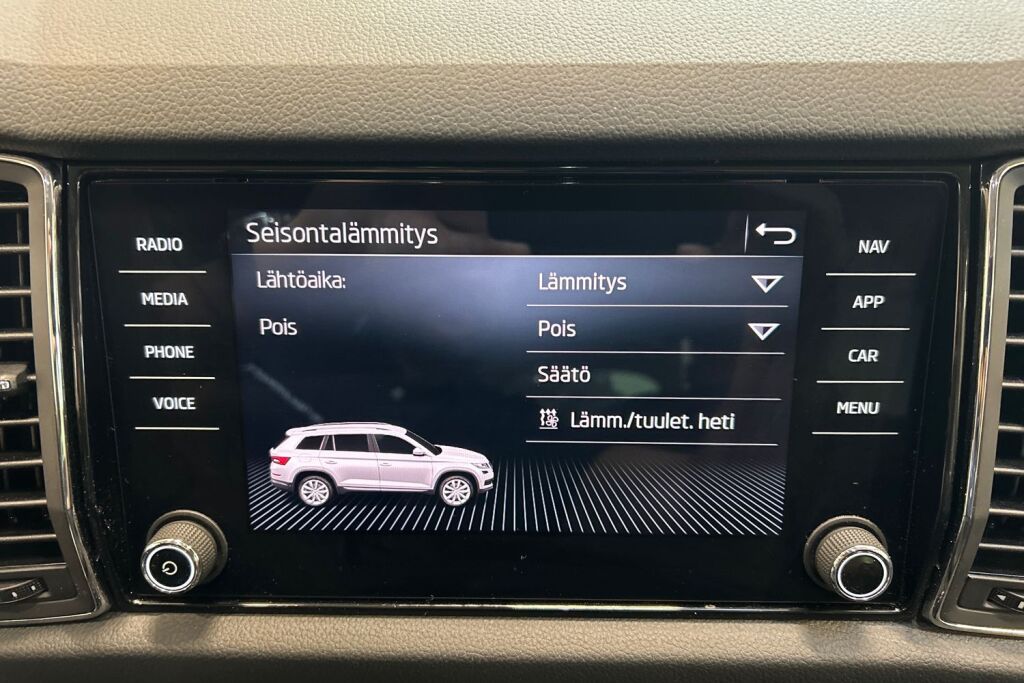 RADIO
MEDIA
PHONE
VOICE
Seisontalämmitys
Lähtöaika:
Pois
Lämmitys
Pois
Säätö
Lämm./tuulet. heti
NAV
APP
CAR
MENU